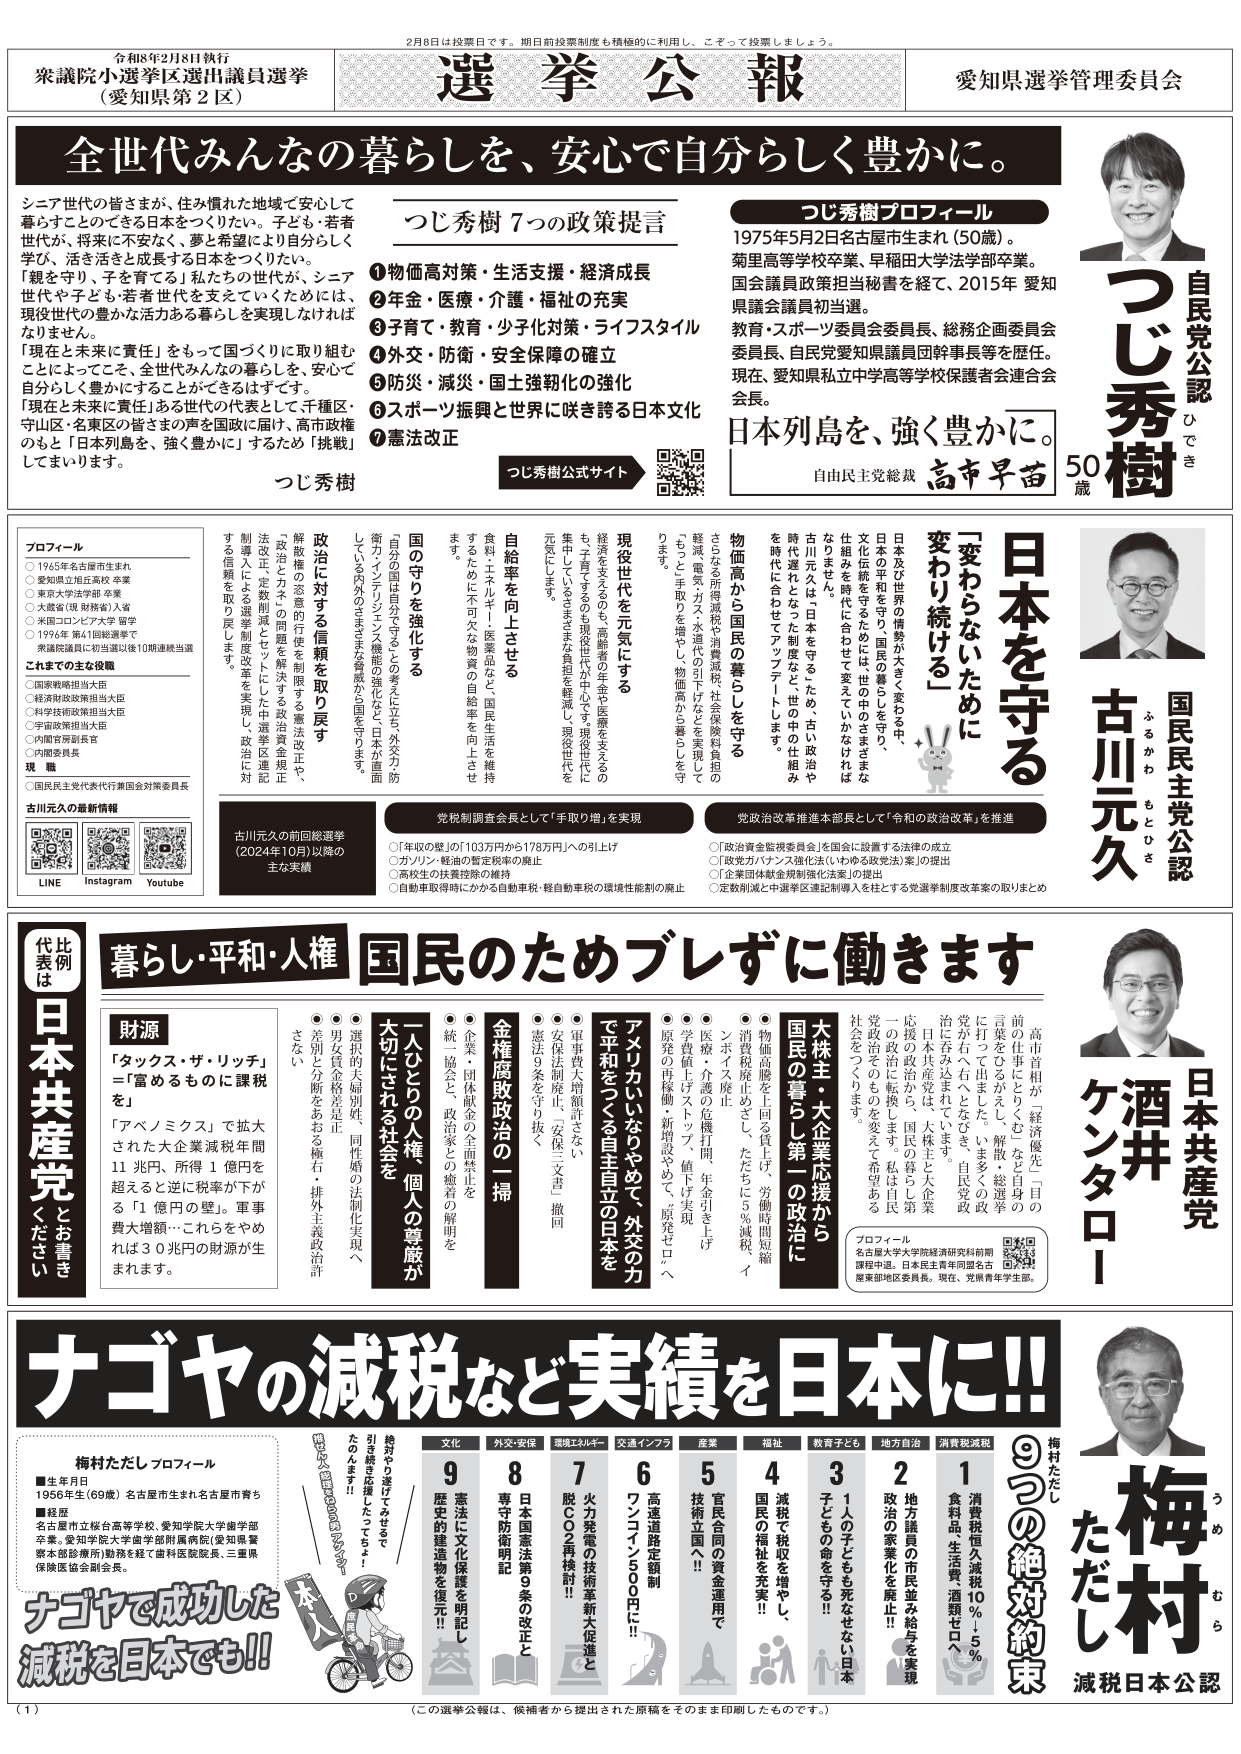 2月8日は投票日です。期日前投票制度も積極的に利用し、こぞって投票しましょう。
令和8年2月8日執行
衆議院小選挙区選出議員選挙
（愛知県第２区）
選挙公報
愛知県選挙管理委員会
全世代みんなの暮らしを、安心で自分らしく豊かに。
シニア世代の皆さまが、住み慣れた地域で安心して
暮らすことのできる日本をつくりたい。子ども・若者
世代が、将来に不安なく、夢と希望により自分らしく
学び、活き活きと成長する日本をつくりたい。
「親を守り、子を育てる」私たちの世代が、シニア
世代や子ども・若者世代を支えていくためには、
現役世代の豊かな活力ある暮らしを実現しなければ
なりません。
「現在と未来に責任」をもって国づくりに取り組む
ことによってこそ、全世代みんなの暮らしを、安心で
自分らしく豊かにすることができるはずです。
「現在と未来に責任」ある世代の代表として、千種区・
守山区・名東区の皆さまの声を国政に届け、高市政権
のもと「日本列島を、強く豊かに」するため「挑戦」
してまいります。
つじ秀樹
つじ秀樹 7つの政策提言
❶物価高対策・生活支援・経済成長
❷年金・医療・介護・福祉の充実
❸子育て・教育・少子化対策・ライフスタイル
❹外交・防衛・安全保障の確立
❺防災・減災・国土強靭化の強化
❻スポーツ振興と世界に咲き誇る日本文化
❼憲法改正
つじ秀樹公式サイト
つじ秀樹プロフィール
1975年5月2日名古屋市生まれ（50歳）。
菊里高等学校卒業、早稲田大学法学部卒業。
国会議員政策担当秘書を経て、2015年 愛知
県議会議員初当選。
教育・スポーツ委員会委員長、総務企画委員会
委員長、自民党愛知県議員団幹事長等を歴任。
現在、愛知県私立中学高等学校保護者会連合会
会長。
日本列島を、強く豊かに。
自由民主党総裁 高市早苗
自民党公認
つじ秀樹
ひでき
50歳
国民民主党公認
古川元久
ふるかわ もとひさ
日本を守る
「変わらないために
変わり続ける」
日本及び世界の情勢が大きく変わる中、
日本の平和を守り、国民の暮らしを守り、
文化伝統を守るためには、世の中のさまざまな
仕組みを時代に合わせて変えていかなければ
なりません。
古川元久は「日本を守る」ため、古い政治や
時代遅れとなった制度など、世の中の仕組み
を時代に合わせてアップデートします。
物価高から国民の暮らしを守る
さらなる所得減税や消費減税、社会保険料負担の
軽減、電気・ガス・水道代の引下げなどを実現して
「もっと」手取りを増やし、物価高から暮らしを守
ります。
現役世代を元気にする
経済を支えるのも、高齢者の年金や医療を支えるの
も、子育てするのも現役世代が中心です。現役世代に
集中しているさまざまな負担を軽減し、現役世代を
元気にします。
自給率を向上させる
食料・エネルギー・医薬品など、国民生活を維持
するために不可欠な物資の自給率を向上させ
ます。
国の守りを強化する
「自分の国は自分で守る」との考えに立ち、外交力・防
衛力・インテリジェンス機能の強化など、日本が直面
している内外のさまざまな脅威から国を守ります。
政治に対する信頼を取り戻す
解散権の恣意的行使を制限する憲法改正や、
「政治とカネ」の問題を解決する政治資金規正
法改正、定数削減とセットにした中選挙区連記
制導入による選挙制度改革を実現し、政治に対
する信頼を取り戻します。
プロフィール
○1965年名古屋市生まれ
○愛知県立旭丘高校 卒業
○東京大学法学部 卒業
○大蔵省（現 財務省）入省
○米国コロンビア大学 留学
○1996年 第41回総選挙で
衆議院議員に初当選以後10期連続当選
これまでの主な役職
○国家戦略担当大臣
○経済財政政策担当大臣
○科学技術政策担当大臣
○宇宙政策担当大臣
○内閣官房副長官
○内閣委員長
現 職
○国民民主党代表代行兼国会対策委員長
古川元久の最新情報
LINE
Instagram
Youtube
古川元久の前回総選挙
（2024年10月）以降の
主な実績
党税制調査会長として「手取り増」を実現
○「年収の壁」の「103万円から178万円」への引上げ
○ガソリン・軽油の暫定税率の廃止
○高校生の扶養控除の維持
○自動車取得時にかかる自動車税・軽自動車税の環境性能割の廃止
党政治改革推進本部長として「令和の政治改革」を推進
○「政治資金監視委員会」を国会に設置する法律の成立
○「政党ガバナンス強化法（いわゆる政党法）案」の提出
○「企業団体献金規制強化法案」の提出
○定数削減と中選挙区連記制導入を柱とする党選挙制度改革案の取りまとめ
日本共産党
酒井
ケンタロー
暮らし・平和・人権 国民のためブレずに働きます
高市首相が「経済優先」「目の
前の仕事にとりくむ」など自身の
言葉をひるがえし、解散・総選挙
に打って出ました。いま多くの政
党が右へ右へとなびき、自民党政
治に呑み込まれています。
日本共産党は、大株主と大企業
応援の政治から、国民の暮らし第
一の政治に転換します。私は自民
党政治そのものを変えて希望ある
社会をつくります。
プロフィール
名古屋大学大学院経済研究科前期
課程中退。日本民主青年同盟名古
屋東部地区委員長。現在、党県青年学生部。
大株主・大企業応援から
国民の暮らし第一の政治に
●物価高騰を上回る賃上げ、労働時間短縮
●消費税廃止めざし、ただちに5％減税、イ
ンボイス廃止
●医療・介護の危機打開、年金引き上げ
●学費値上げストップ、値下げ実現
●原発の再稼働・新増設やめて、“原発ゼロ”へ
アメリカいいなりやめて、外交の力
で平和をつくる自主自立の日本を
●軍事費大増額許さない
●安保法制廃止、「安保三文書」撤回
●憲法9条を守り抜く
金権腐敗政治の一掃
●企業・団体献金の全面禁止を
●統一協会と、政治家との癒着の解明を
一人ひとりの人権、個人の尊厳が
大切にされる社会を
●選択的夫婦別姓、同性婚の法制化実現へ
●男女賃金格差是正
●差別と分断をあおる極右・排外主義政治許
さない
財源
「タックス・ザ・リッチ」
＝「富めるものに課税
を」
「アベノミクス」で拡大
された大企業減税年間
11 兆円、所得 1 億円を
超えると逆に税率が下が
る「1 億円の壁」。軍事
費大増額…これらをやめ
れば３０兆円の財源が生
まれます。
比例代表は
日本共産党とお書きください
ナゴヤの減税など実績を日本に!!
うめむら
梅村ただし
減税日本公認
梅村ただし
9つの絶対約束
消費税減税
1
消費税恒久減税10％→5％
食料品、生活費、酒類ゼロへ
地方自治
2
地方議員の市民並み給与を実現
政治の家業化を廃止!!
教育子ども
3
1人の子どもも死なせない日本
子どもの命を守る!!
福祉
4
減税で税収を増やし、
国民の福祉を充実!!
産業
5
官民合同の資金運用で
技術立国へ!!
交通インフラ
6
高速道路定額制
ワンコイン500円に!!
環境エネルギー
7
火力発電の技術革新大促進と
脱CO2再検討!!
外交・安保
8
日本国憲法第9条の改正と
専守防衛明記
文化
9
憲法に文化保護を明記し
歴史的建造物を復元!!
絶対やり遂げてみせるで
引き続き応援したってちょ！
たのんます!!
本人
庶民革命
梅村ただし プロフィール
■生年月日
1956年生（69歳）名古屋市生まれ名古屋市育ち
■経歴
名古屋市立桜台高等学校、愛知学院大学歯学部
卒業。愛知学院大学歯学部附属病院（愛知県警
察本部診療所）勤務を経て歯科医院院長、三重県
保険医協会副会長。
ナゴヤで成功した
減税を日本でも!!
（1）
（この選挙公報は、候補者から提出された原稿をそのまま印刷したものです。）